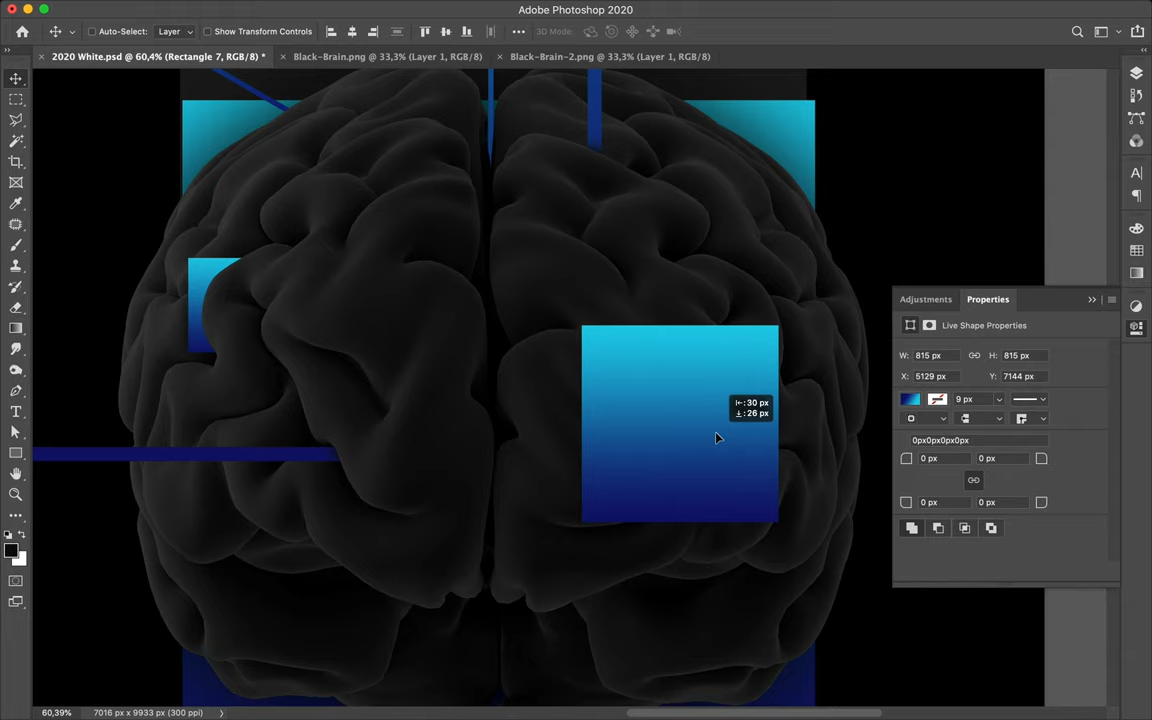 Adobe Photoshop 2020
Auto-Select: Layer Show Transform Controls 3D Mode:
2020 White.psd @ 60,4% (Rectangle 7, RGB/8) * Black-Brain.png @ 33,3% (Layer 1, RGB/8) Black-Brain-2.png @ 33,3% (Layer 1, RGB/8)
Adjustments Properties
Live Shape Properties
W: 815 px H: 815 px
X: 5129 px Y: 7144 px
9 px
: 30 px
: 26 px
0px0px0px0px
0 px 0 px
0 px 0 px
60,39% 7016 px x 9933 px (300 ppi)